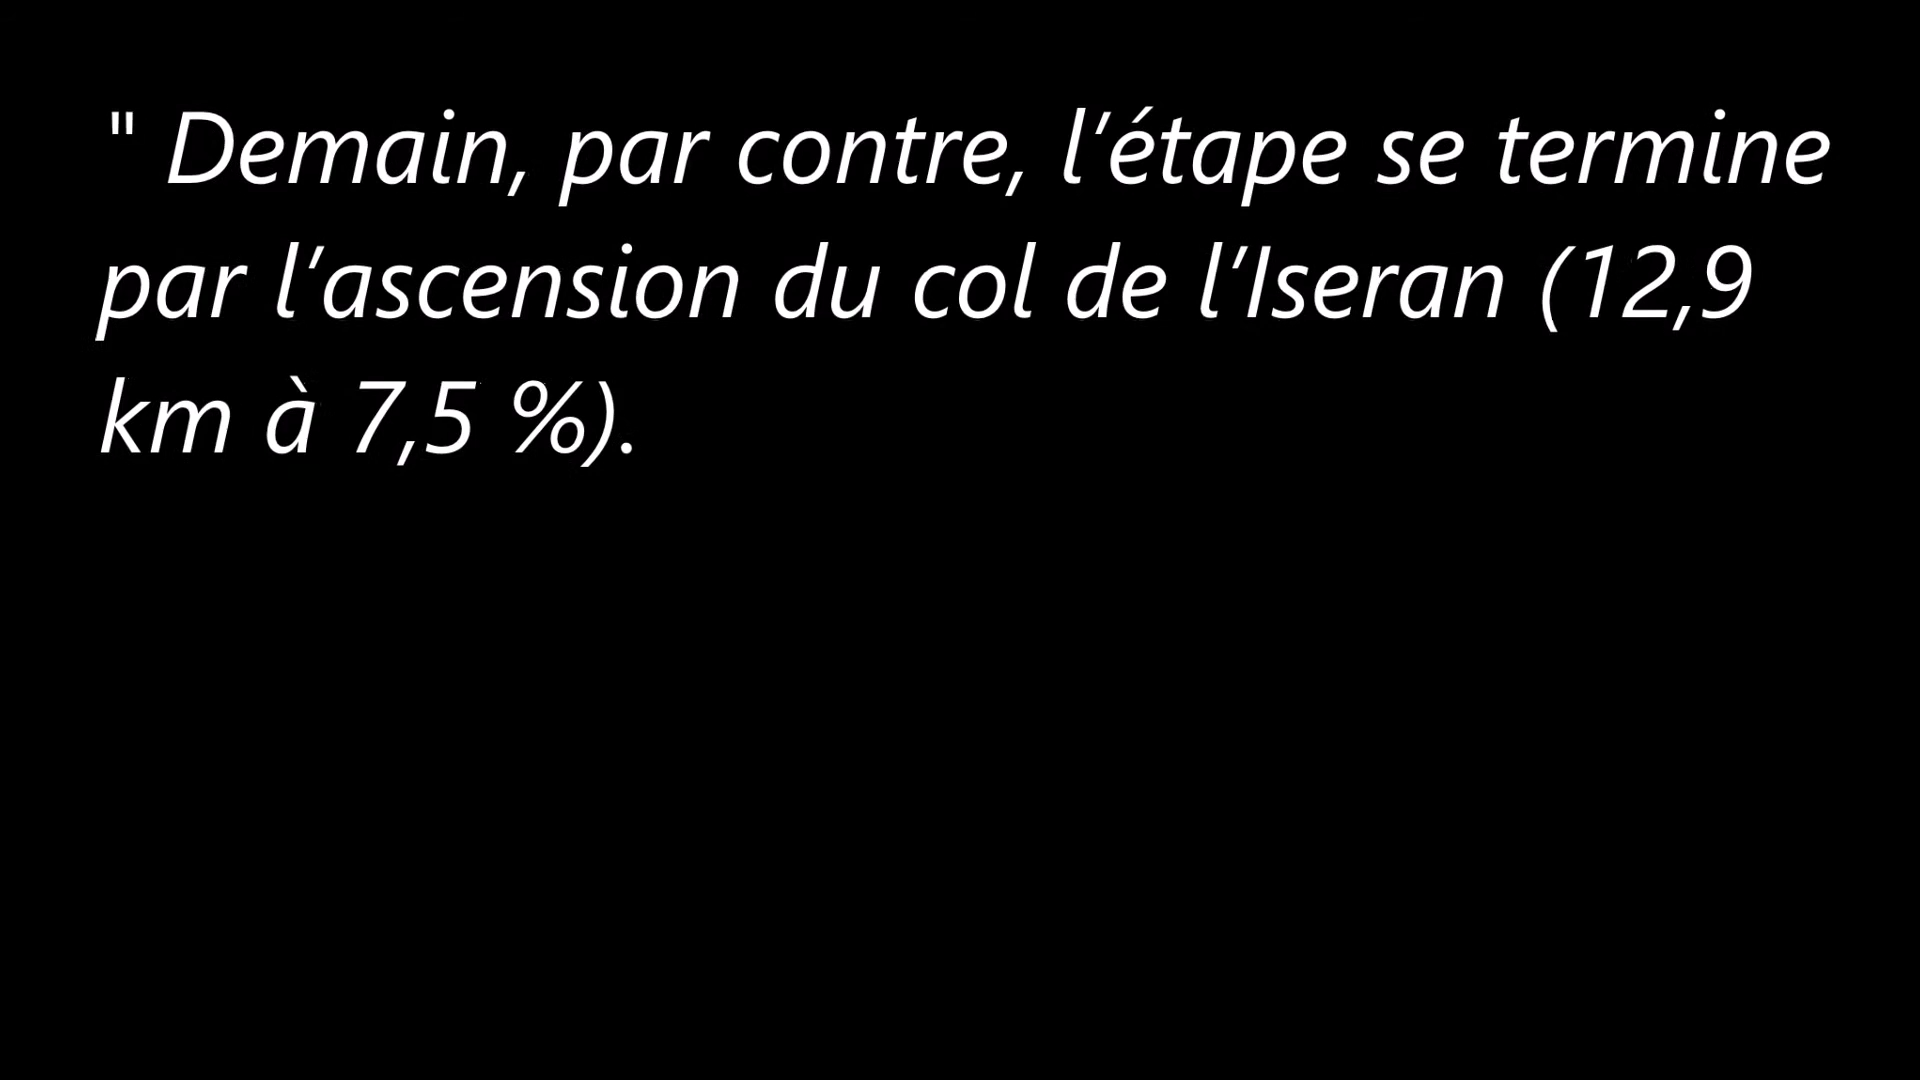 " Demain, par contre, l’étape se termine
par l’ascension du col de l’Iseran (12,9
km à 7,5 %).